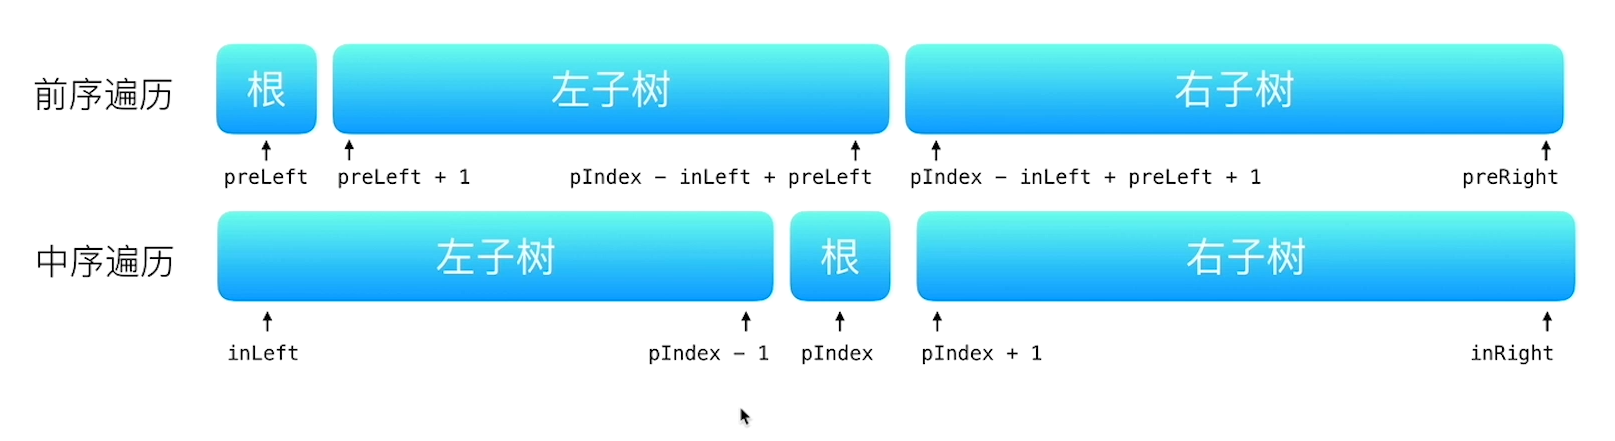 前序遍历 根 左子树 右子树
preLeft preLeft + 1 pIndex - inLeft + preLeft pIndex - inLeft + preLeft + 1 preRight
中序遍历 左子树 根 右子树
inLeft pIndex - 1 pIndex pIndex + 1 inRight